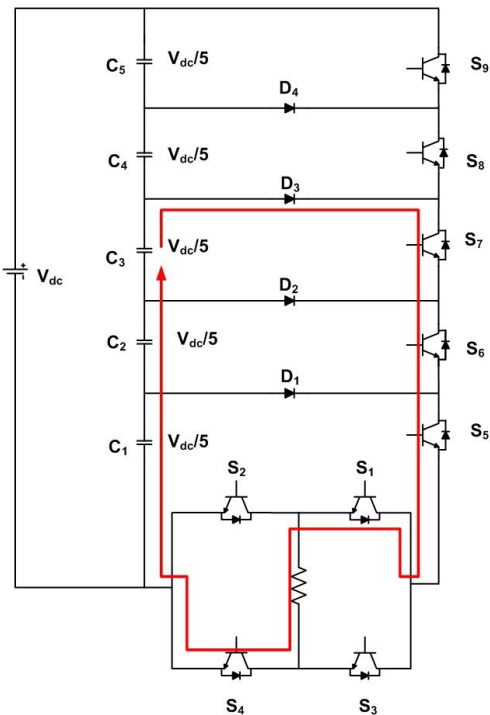 C5 Vdc/5 S9
D4
C4 Vdc/5 S8
D3
C3 Vdc/5 S7
+
- Vdc
D2
C2 Vdc/5 S6
D1
C1 Vdc/5 S5
S2 S1
S4 S3